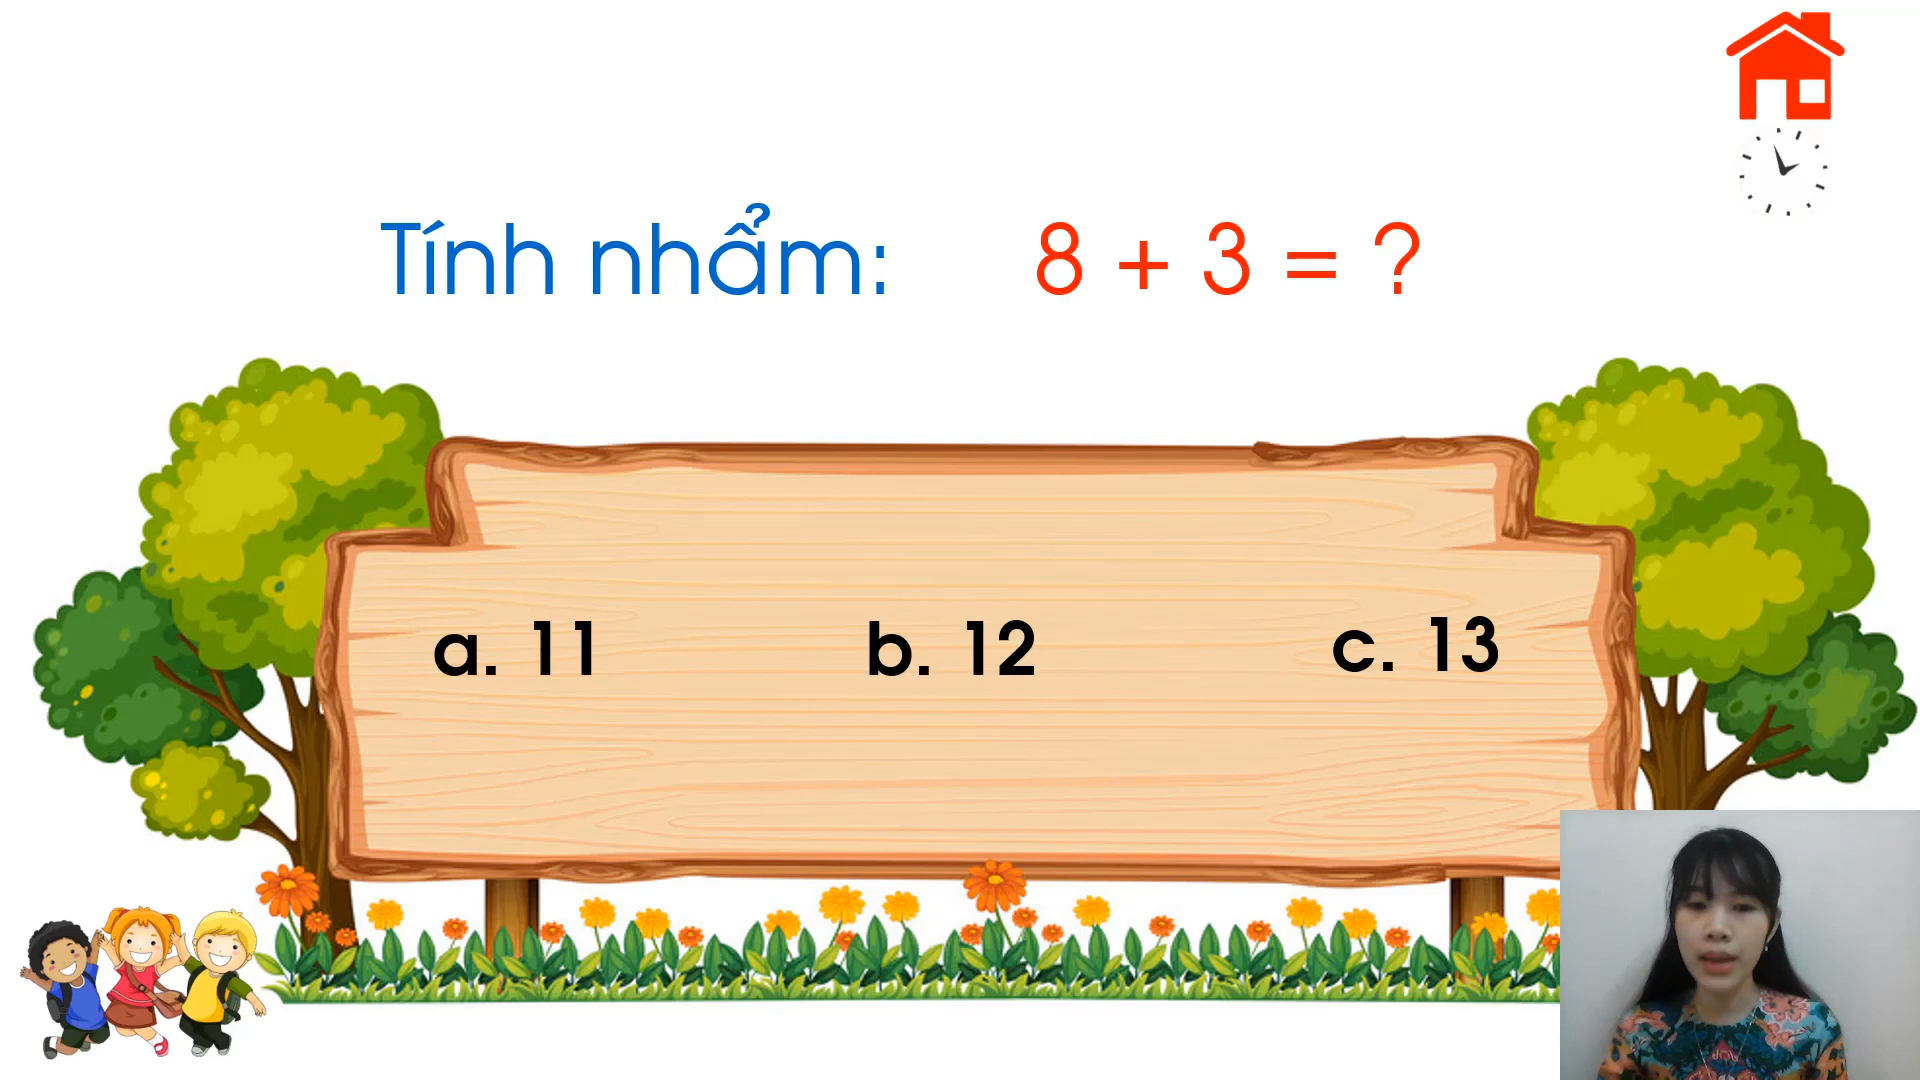 Tính nhẩm: 8 + 3 = ?
a. 11 b. 12 c. 13